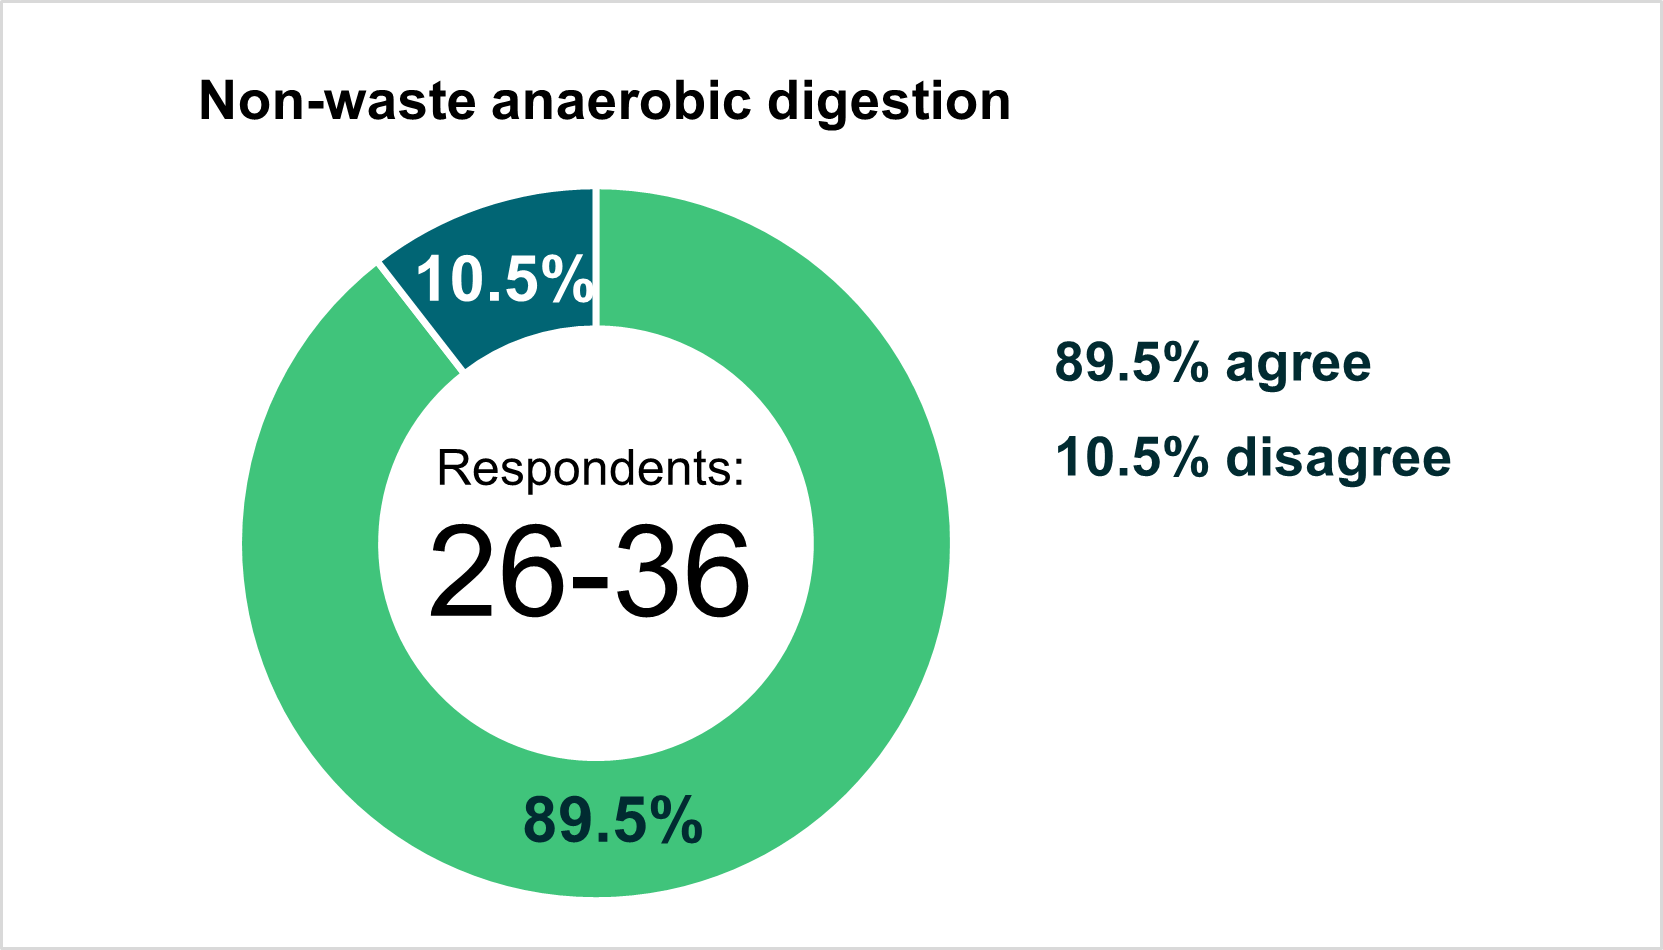 Non-waste anaerobic digestion
10.5%
89.5% agree
10.5% disagree
Respondents:
26-36
89.5%